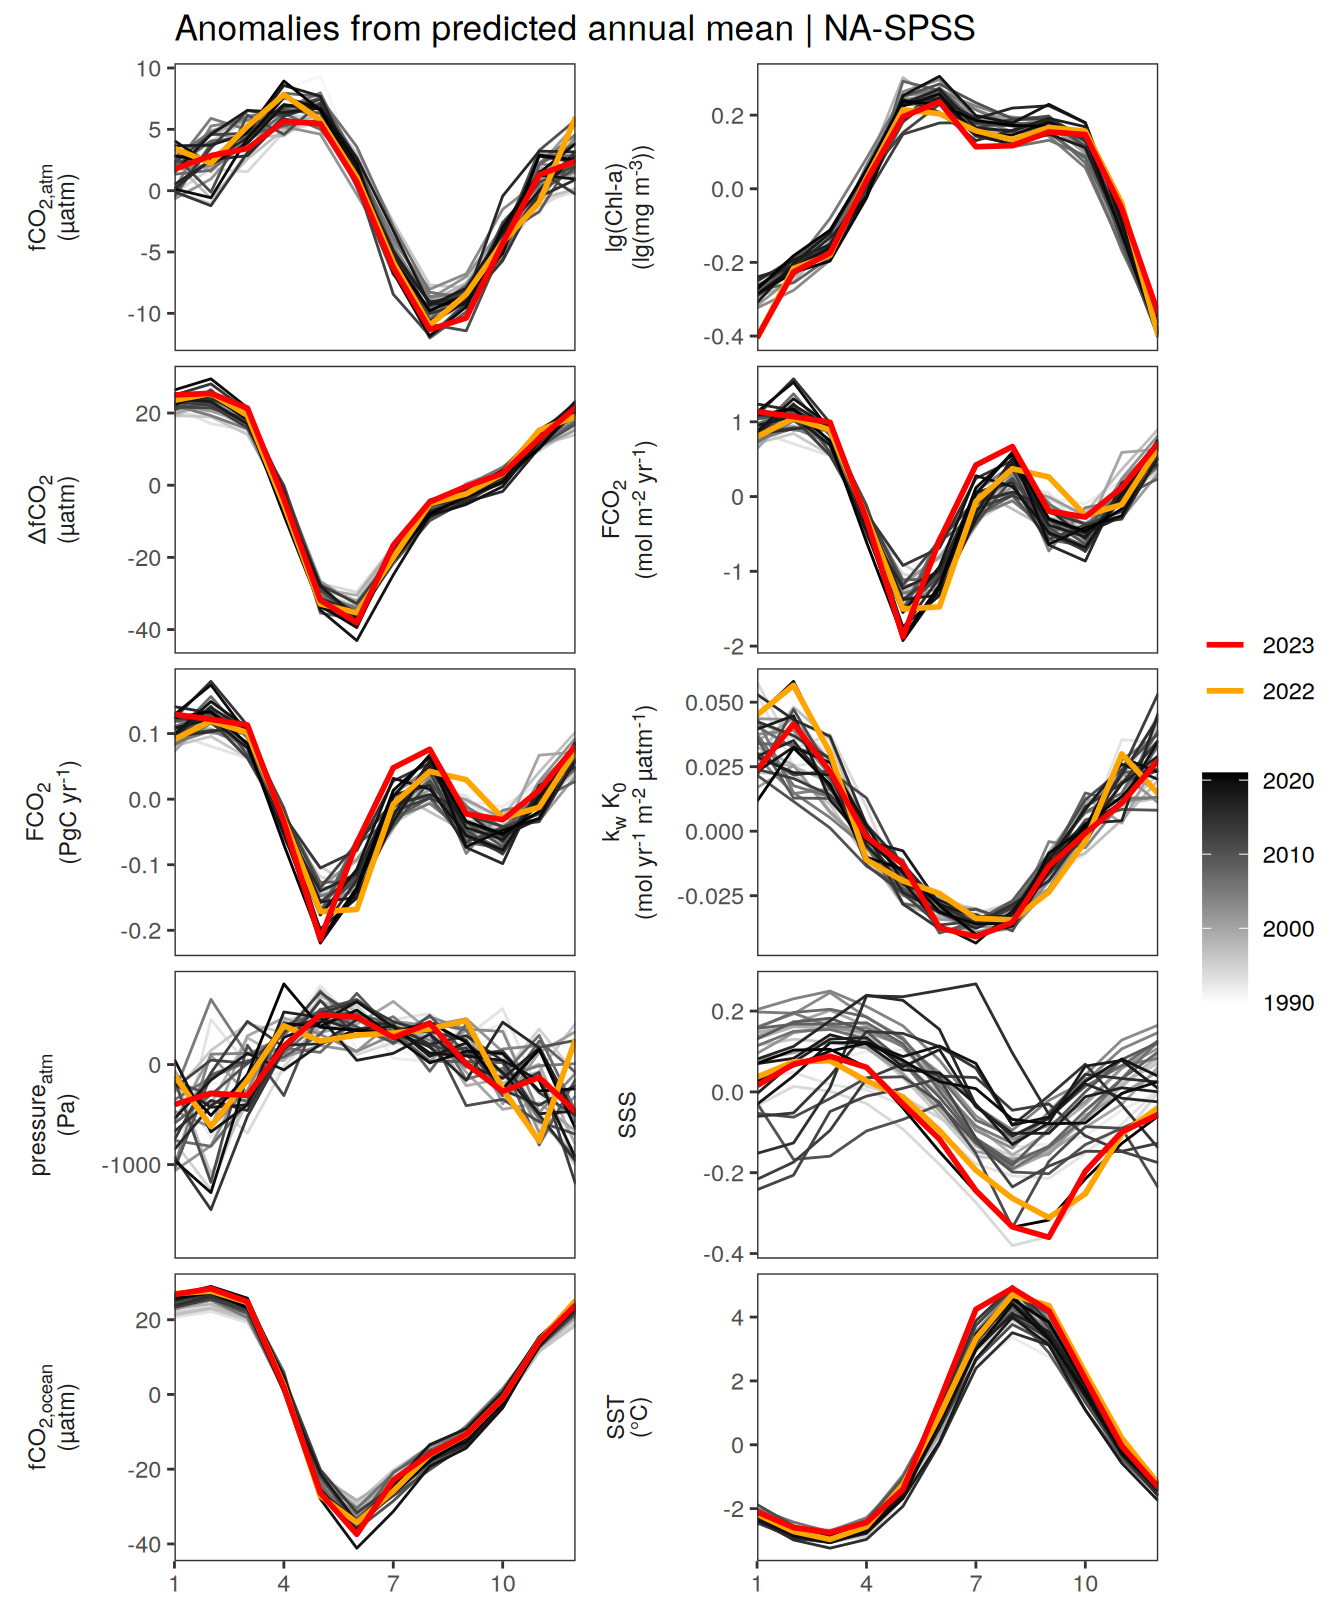 Anomalies from predicted annual mean | NA-SPSS
fCO2,atm
(µatm)
10
5
0
-5
-10
lg(Chl-a)
(lg(mg m-3))
0.2
0.0
-0.2
-0.4
ΔfCO2
(µatm)
20
0
-20
-40
FCO2
(mol m-2 yr-1)
1
0
-1
-2
FCO2
(PgC yr-1)
0.1
0.0
-0.1
-0.2
kw K0
(mol yr-1 m-2 µatm-1)
0.050
0.025
0.000
-0.025
pressureatm
(Pa)
0
-1000
SSS
0.2
0.0
-0.2
-0.4
fCO2,ocean
(µatm)
20
0
-20
-40
1 4 7 10
SST
(°C)
4
2
0
-2
1 4 7 10
2023
2022
2020
2010
2000
1990